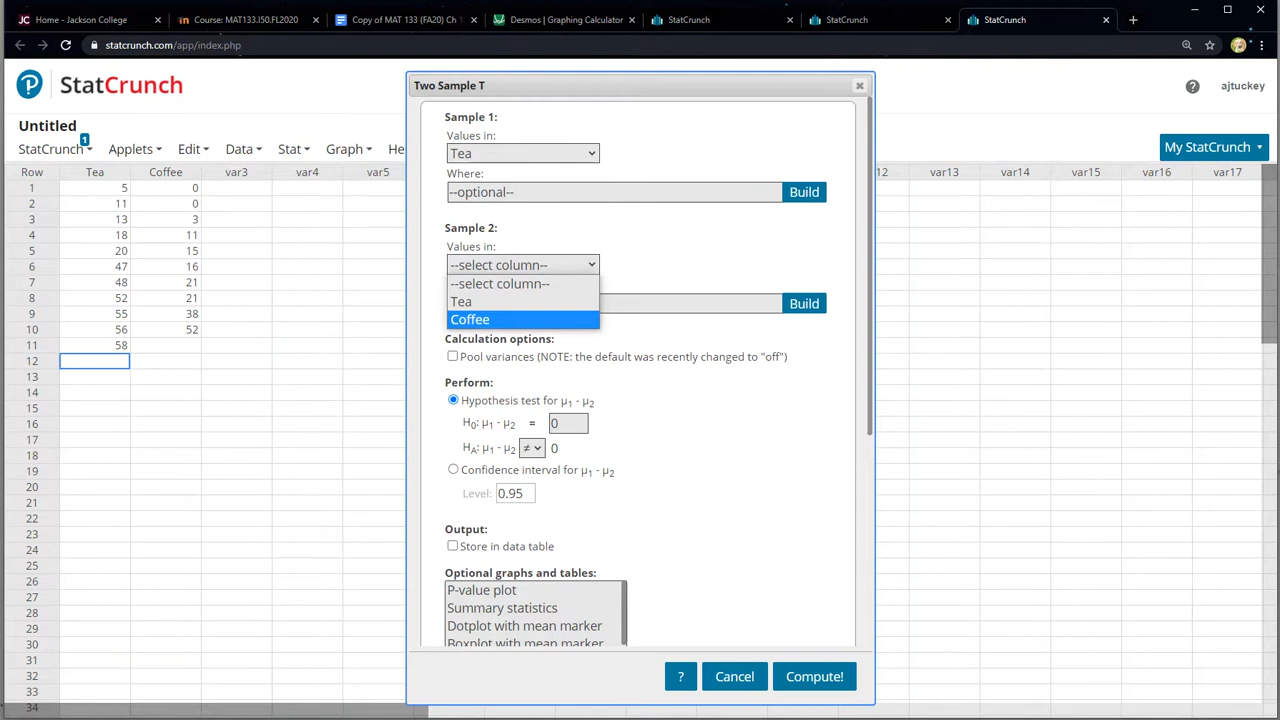 Home - Jackson College
Course: MAT133.I50.FL2020
Copy of MAT 133 (FA20) Ch 1
Desmos | Graphing Calculator
StatCrunch
StatCrunch
StatCrunch
statcrunch.com/app/index.php
StatCrunch
ajtuckey
Untitled
StatCrunch
1
Applets
Edit
Data
Stat
Graph
He
My StatCrunch
Row Tea Coffee var3 var4 var5 12 var13 var14 var15 var16 var17
1 5 0
2 11 0
3 13 3
4 18 11
5 20 15
6 47 16
7 48 21
8 52 21
9 55 38
10 56 52
11 58
12
13
14
15
16
17
18
19
20
21
22
23
24
25
26
27
28
29
30
31
32
33
34
Two Sample T
Sample 1:
Values in:
Tea
Where:
--optional--
Build
Sample 2:
Values in:
--select column--
--select column--
Tea
Coffee
Build
Calculation options:
Pool variances (NOTE: the default was recently changed to "off")
Perform:
Hypothesis test for μ1 - μ2
H0: μ1 - μ2 = 0
HA: μ1 - μ2 ≠ 0
Confidence interval for μ1 - μ2
Level: 0.95
Output:
Store in data table
Optional graphs and tables:
P-value plot
Summary statistics
Dotplot with mean marker
Boxplot with mean marker
?
Cancel
Compute!